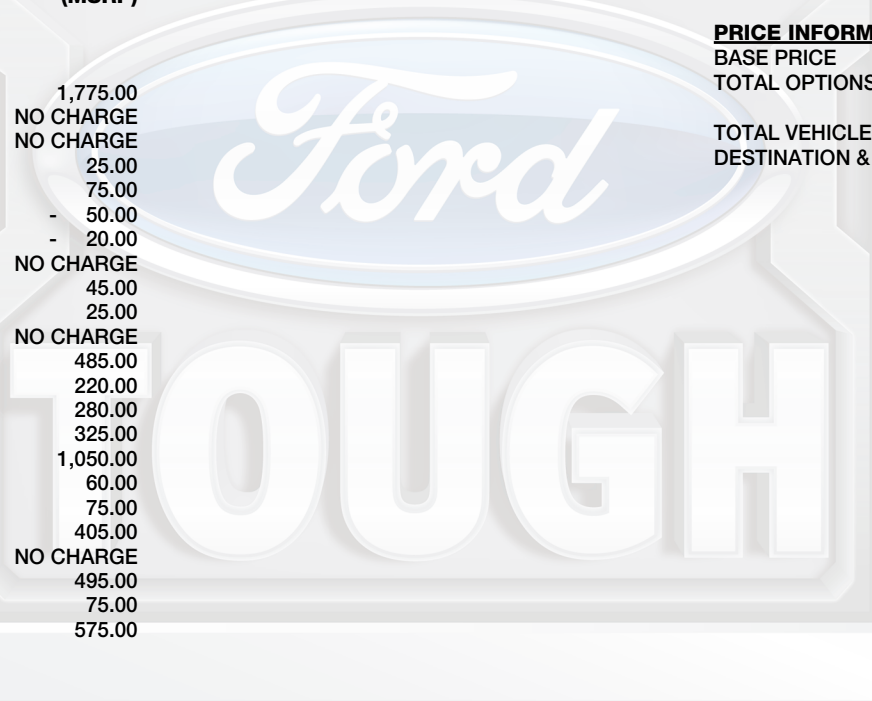 (MSRP)
1,775.00
NO CHARGE
NO CHARGE
25.00
75.00
- 50.00
- 20.00
NO CHARGE
45.00
25.00
NO CHARGE
485.00
220.00
280.00
325.00
1,050.00
60.00
75.00
405.00
NO CHARGE
495.00
75.00
575.00
PRICE INFORM
BASE PRICE
TOTAL OPTIONS
TOTAL VEHICLE
DESTINATION &
Ford
TOUGH